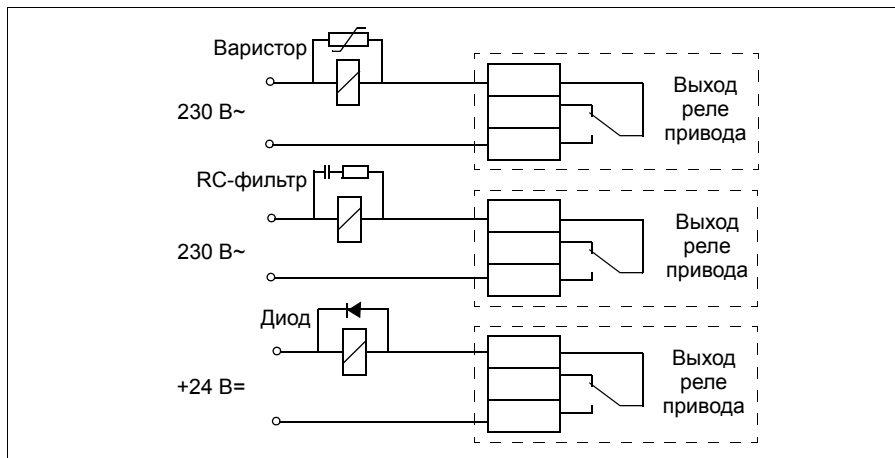 Варистор
230 В~
Выход
реле
привода
RC-фильтр
230 В~
Выход
реле
привода
Диод
+24 В=
Выход
реле
привода